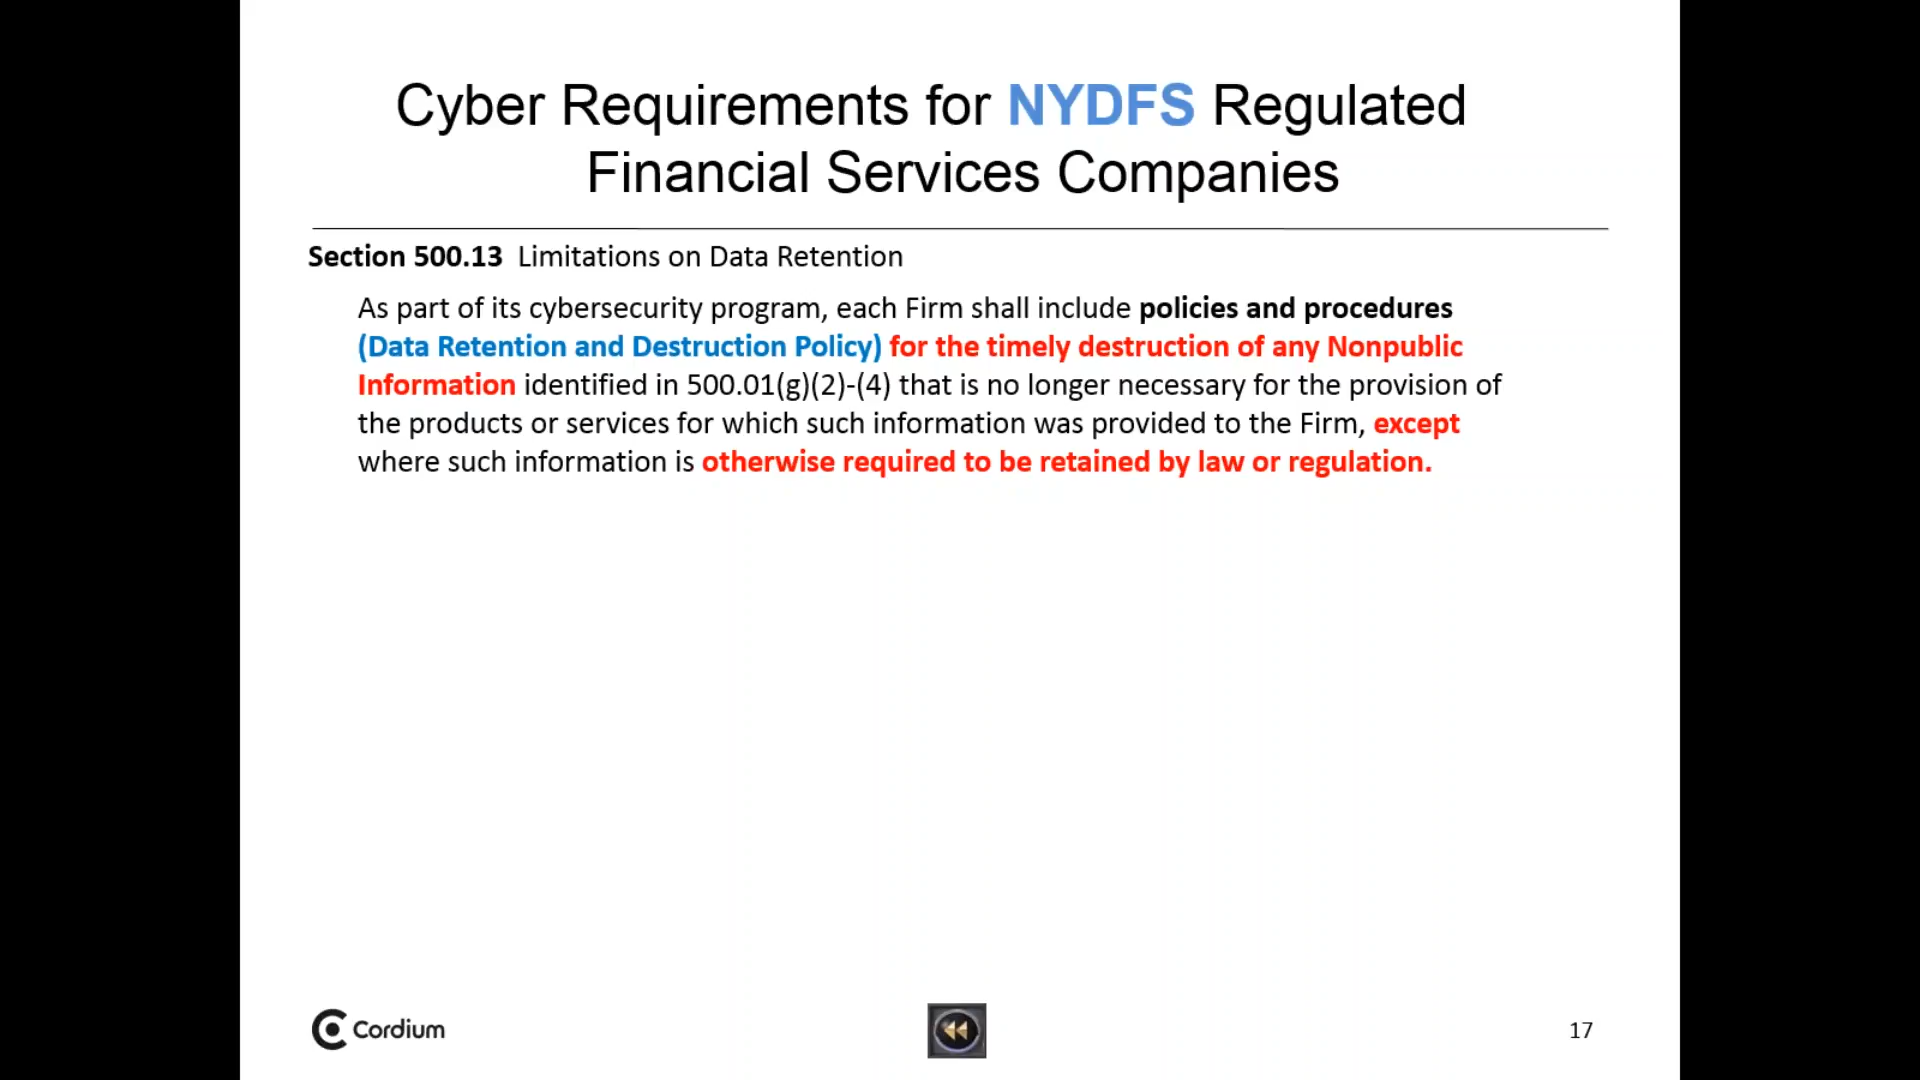 Cyber Requirements for NYDFS Regulated
Financial Services Companies
Section 500.13 Limitations on Data Retention
As part of its cybersecurity program, each Firm shall include policies and procedures
(Data Retention and Destruction Policy) for the timely destruction of any Nonpublic
Information identified in 500.01(g)(2)-(4) that is no longer necessary for the provision of
the products or services for which such information was provided to the Firm, except
where such information is otherwise required to be retained by law or regulation.
Cordium
17